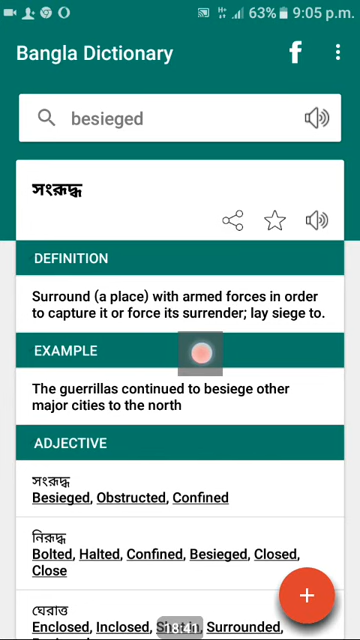 63% 9:05 p.m.
Bangla Dictionary
besieged
সংরূদ্ধ
DEFINITION
Surround (a place) with armed forces in order
to capture it or force its surrender; lay siege to.
EXAMPLE
The guerrillas continued to besiege other
major cities to the north
ADJECTIVE
সংরূদ্ধ
Besieged, Obstructed, Confined
নিরূদ্ধ
Bolted, Halted, Confined, Besieged, Closed,
Close
ঘেরাত্ত
Enclosed, Inclosed, Surrounded,
18:41